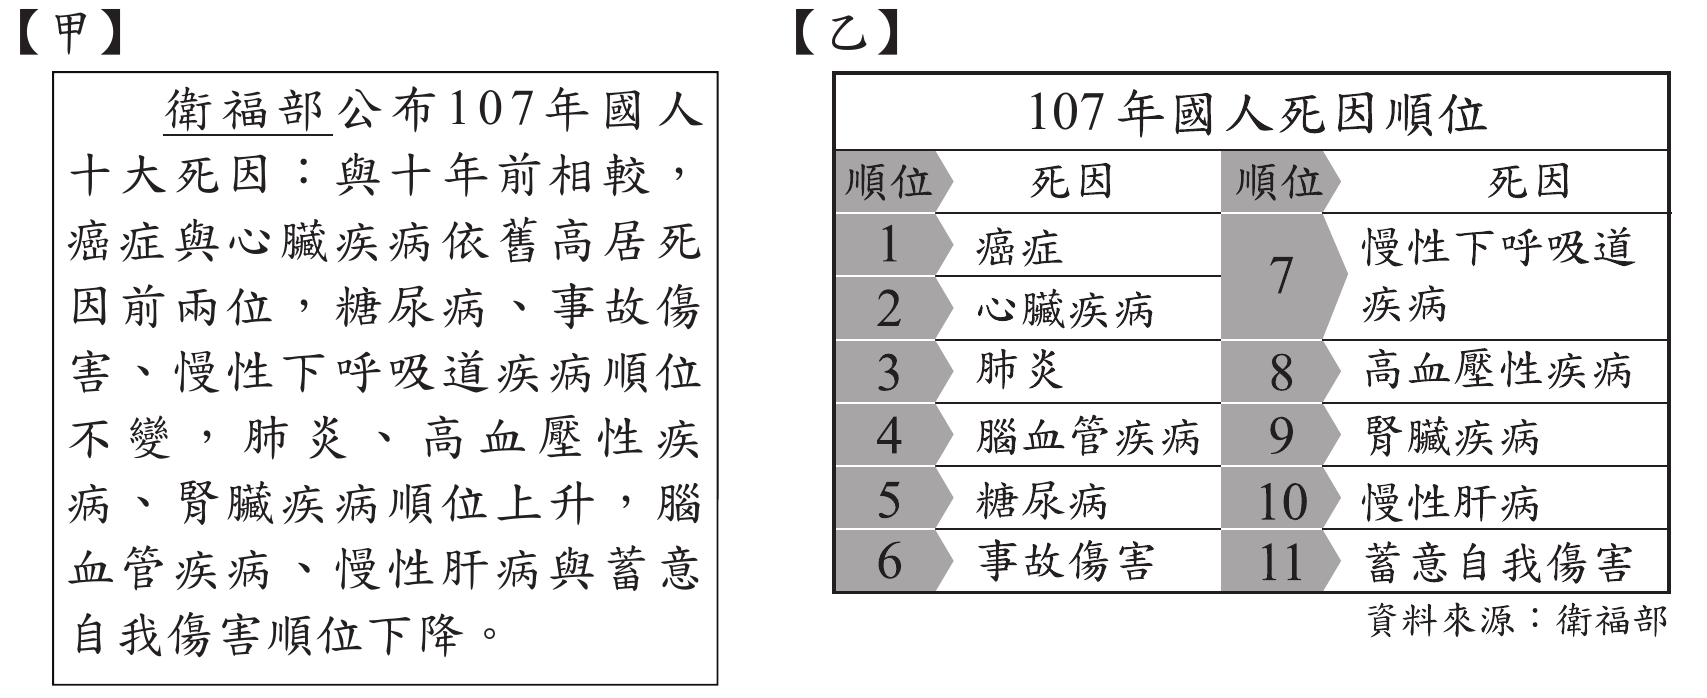 【甲】
衛福部公布107年國人
十大死因：與十年前相較，
癌症與心臟疾病依舊高居死
因前兩位，糖尿病、事故傷
害、慢性下呼吸道疾病順位
不變，肺炎、高血壓性疾
病、腎臟疾病順位上升，腦
血管疾病、慢性肝病與蓄意
自我傷害順位下降。
【乙】
107年國人死因順位
順位 死因 順位 死因
1 癌症
2 心臟疾病
7 慢性下呼吸道
疾病
3 肺炎 8 高血壓性疾病
4 腦血管疾病 9 腎臟疾病
5 糖尿病 10 慢性肝病
6 事故傷害 11 蓄意自我傷害
資料來源：衛福部